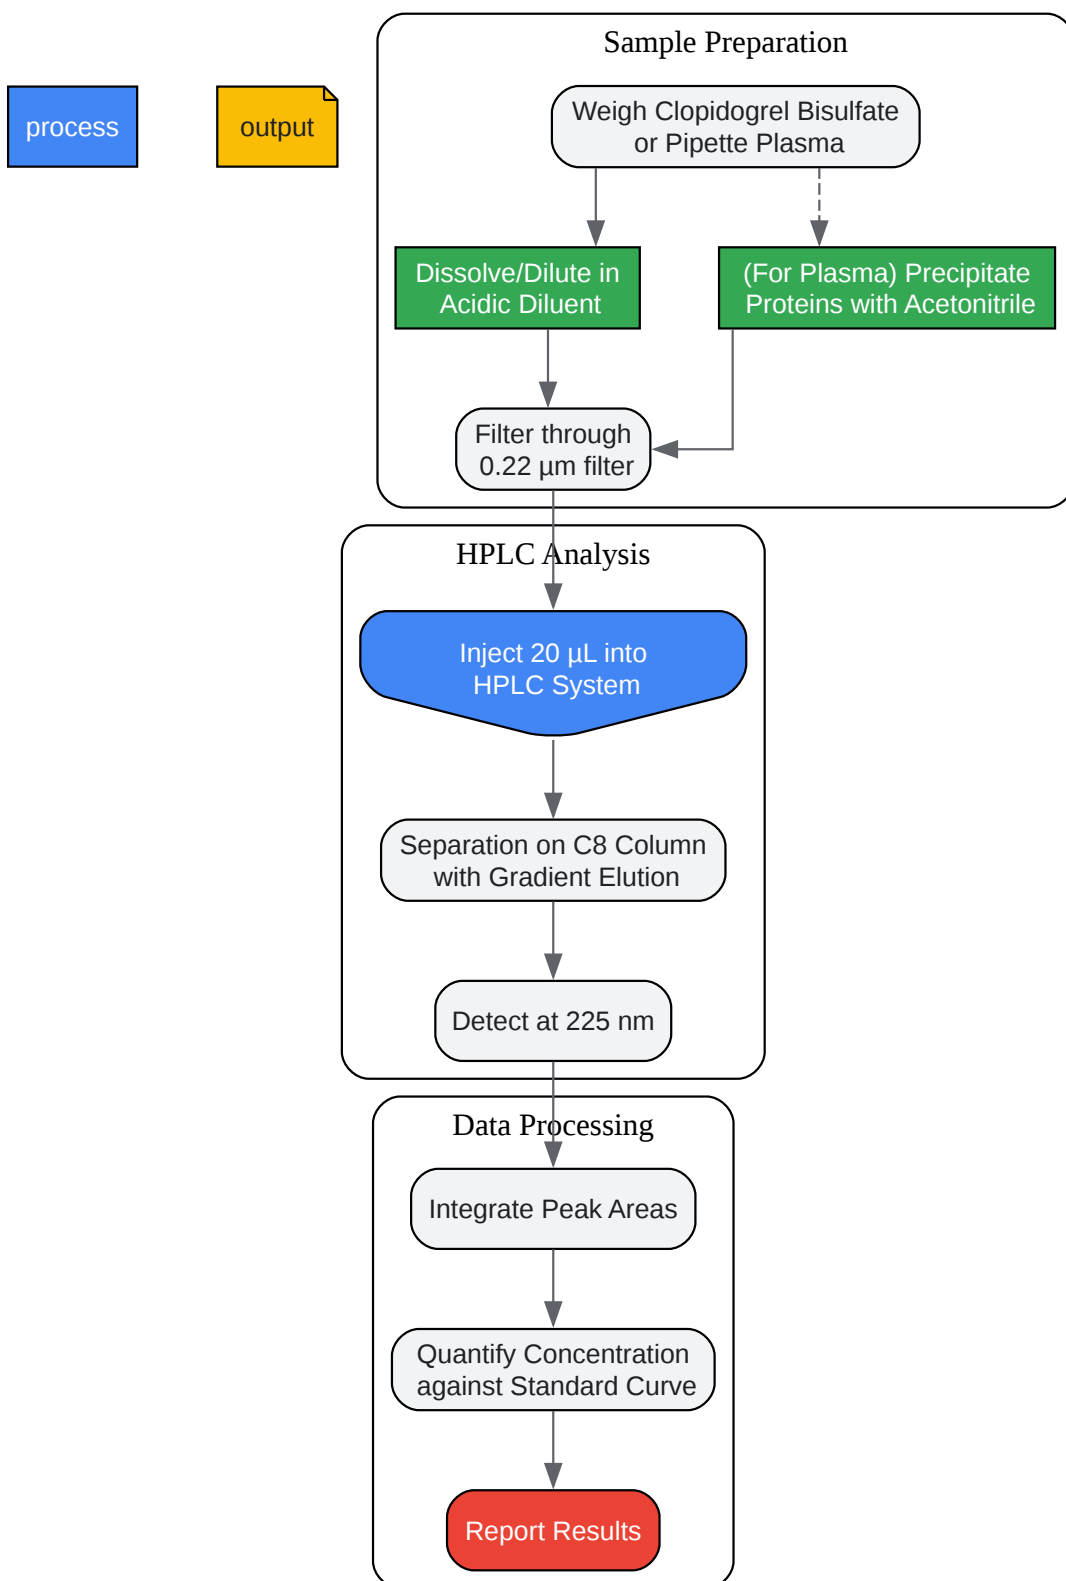 Sample Preparation
process
output
Weigh Clopidogrel Bisulfate
or Pipette Plasma
Dissolve/Dilute in
Acidic Diluent
(For Plasma) Precipitate
Proteins with Acetonitrile
Filter through
0.22 µm filter
HPLC Analysis
Inject 20 µL into
HPLC System
Separation on C8 Column
with Gradient Elution
Detect at 225 nm
Data Processing
Integrate Peak Areas
Quantify Concentration
against Standard Curve
Report Results